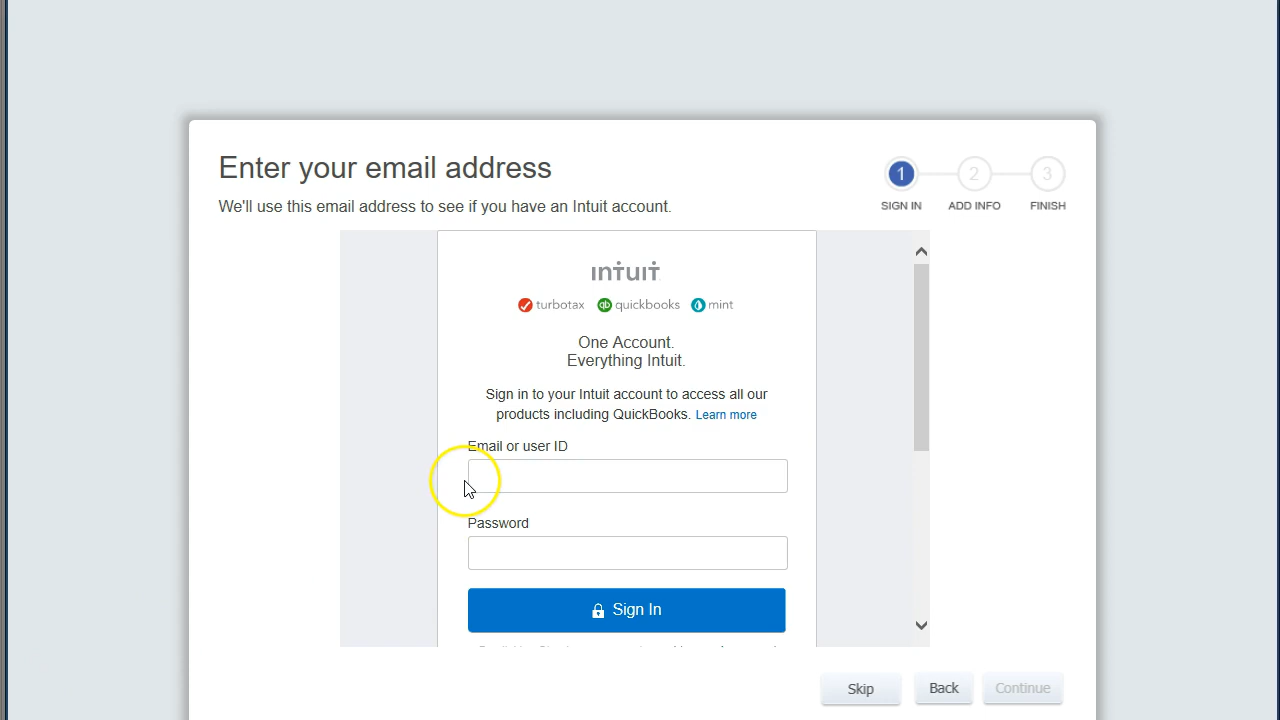 Enter your email address
We'll use this email address to see if you have an Intuit account.
1 2 3
SIGN IN ADD INFO FINISH
intuit
turbotax qb quickbooks mint
One Account.
Everything Intuit.
Sign in to your Intuit account to access all our
products including QuickBooks. Learn more
Email or user ID
Password
Sign In
Skip Back Continue